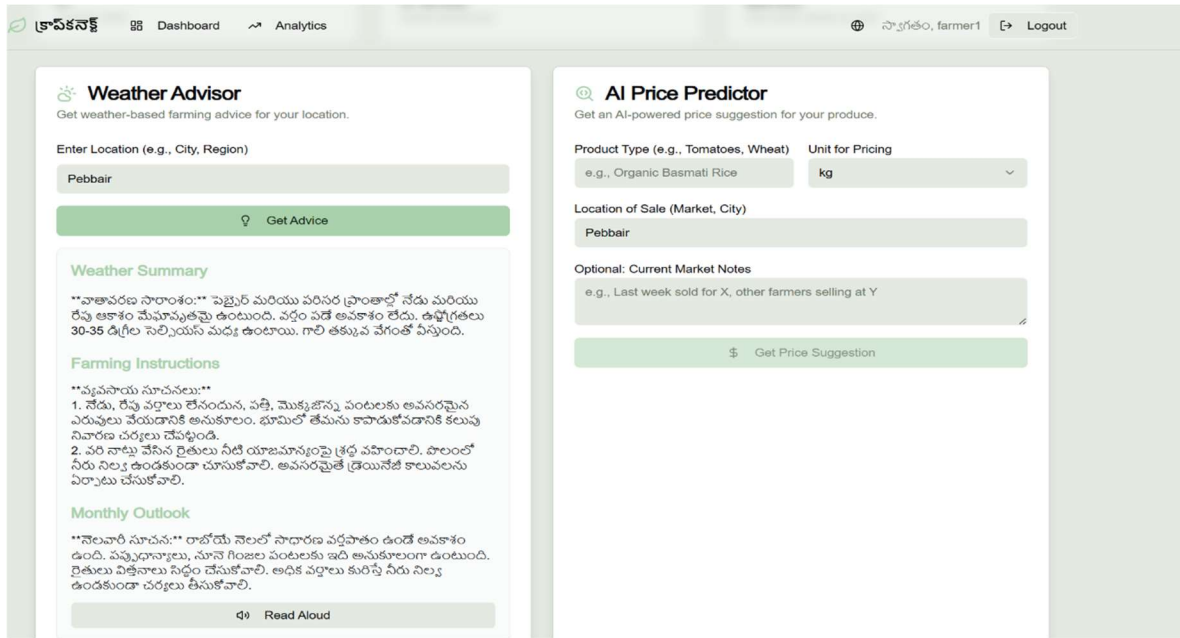 క్రాప్‌కనెక్ట్
Dashboard
Analytics
స్వాగతం, farmer1
Logout
Weather Advisor
Get weather-based farming advice for your location.
Enter Location (e.g., City, Region)
Pebbair
Get Advice
Weather Summary
**వాతావరణ సారాంశం:** పెబ్బైర్ మరియు పరిసర ప్రాంతాల్లో నేడు మరియు
రేపు ఆకాశం మేఘావృతమై ఉంటుంది. వర్షం పడే అవకాశం లేదు. ఉష్ణోగ్రతలు
30-35 డిగ్రీల సెల్సియస్ మధ్య ఉంటాయి. గాలి తక్కువ వేగంతో వీస్తుంది.
Farming Instructions
**వ్యవసాయ సూచనలు:**
1. నేడు, రేపు వర్షాలు లేనందున, పత్తి, మొక్కజొన్న పంటలకు అవసరమైన
ఎరువులు వేయడానికి అనుకూలం. భూమిలో తేమను కాపాడుకోవడానికి కలుపు
నివారణ చర్యలు చేపట్టండి.
2. వరి నాట్లు వేసిన రైతులు నీటి యాజమాన్యంపై శ్రద్ధ వహించాలి. పొలంలో
నీరు నిల్వ ఉండకుండా చూసుకోవాలి. అవసరమైతే డ్రైయినేజీ కాలువలను
ఏర్పాటు చేసుకోవాలి.
Monthly Outlook
**నెలవారీ సూచన:** రాబోయే నెలలో సాధారణ వర్షపాతం ఉండే అవకాశం
ఉంది. పప్పుధాన్యాలు, నూనె గింజల పంటలకు ఇది అనుకూలంగా ఉంటుంది.
రైతులు విత్తనాలు సిద్ధం చేసుకోవాలి. అధిక వర్షాలు కురిస్తే నీరు నిల్వ
ఉండకుండా చర్యలు తీసుకోవాలి.
Read Aloud
AI Price Predictor
Get an AI-powered price suggestion for your produce.
Product Type (e.g., Tomatoes, Wheat)
Unit for Pricing
e.g., Organic Basmati Rice
kg
Location of Sale (Market, City)
Pebbair
Optional: Current Market Notes
e.g., Last week sold for X, other farmers selling at Y
$ Get Price Suggestion